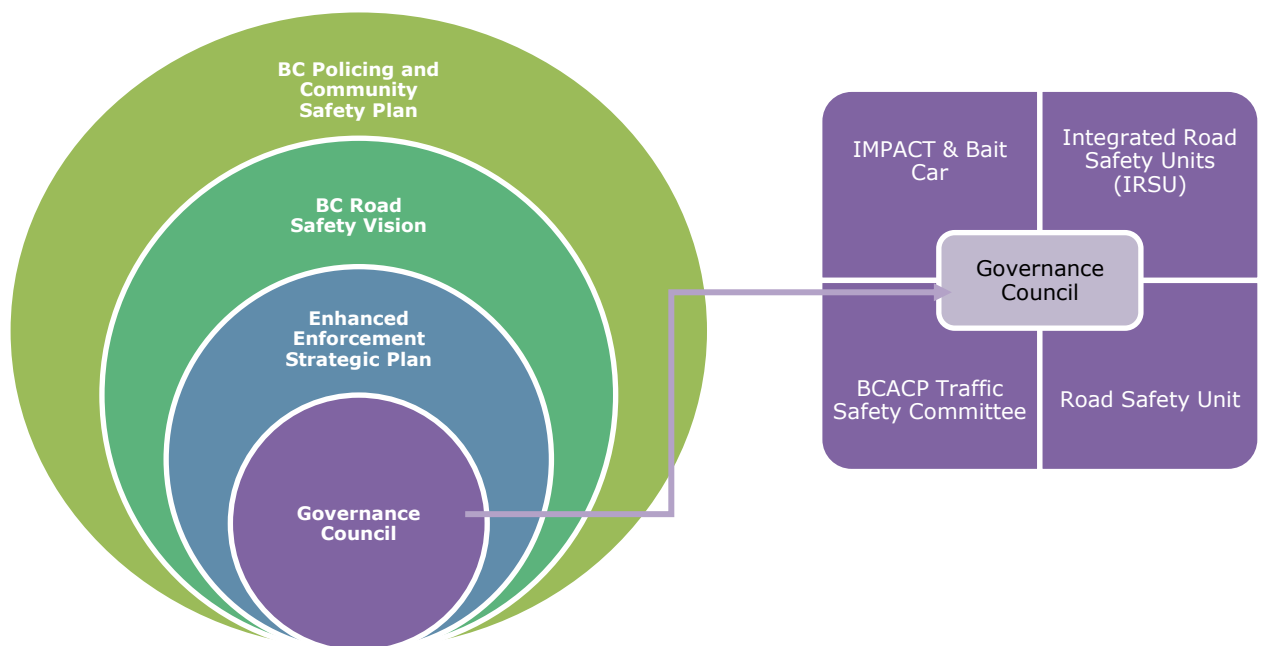 BC Policing and
Community
Safety Plan
BC Road
Safety Vision
Enhanced
Enforcement
Strategic Plan
Governance
Council
IMPACT & Bait
Car
Integrated Road
Safety Units
(IRSU)
Governance
Council
BCACP Traffic
Safety Committee
Road Safety Unit